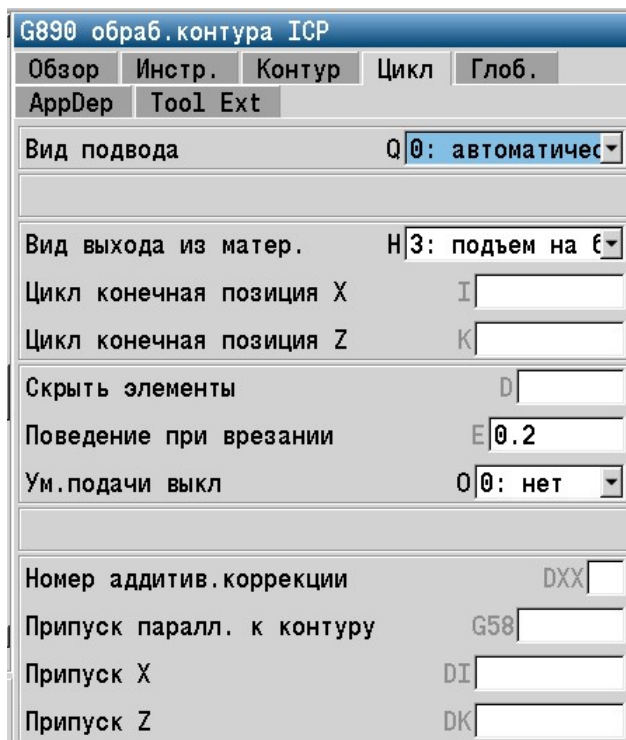 G890 обраб.контура ICP
Обзор Инстр. Контур Цикл Глоб.
AppDep Tool Ext
Вид подвода Q 0: автоматичес
Вид выхода из матер. H 3: подъем на б
Цикл конечная позиция X I
Цикл конечная позиция Z K
Скрыть элементы D
Поведение при врезании E 0.2
Ум.подачи выкл O 0: нет
Номер аддитив.коррекции DXX
Припуск паралл. к контуру G58
Припуск X DI
Припуск Z DK